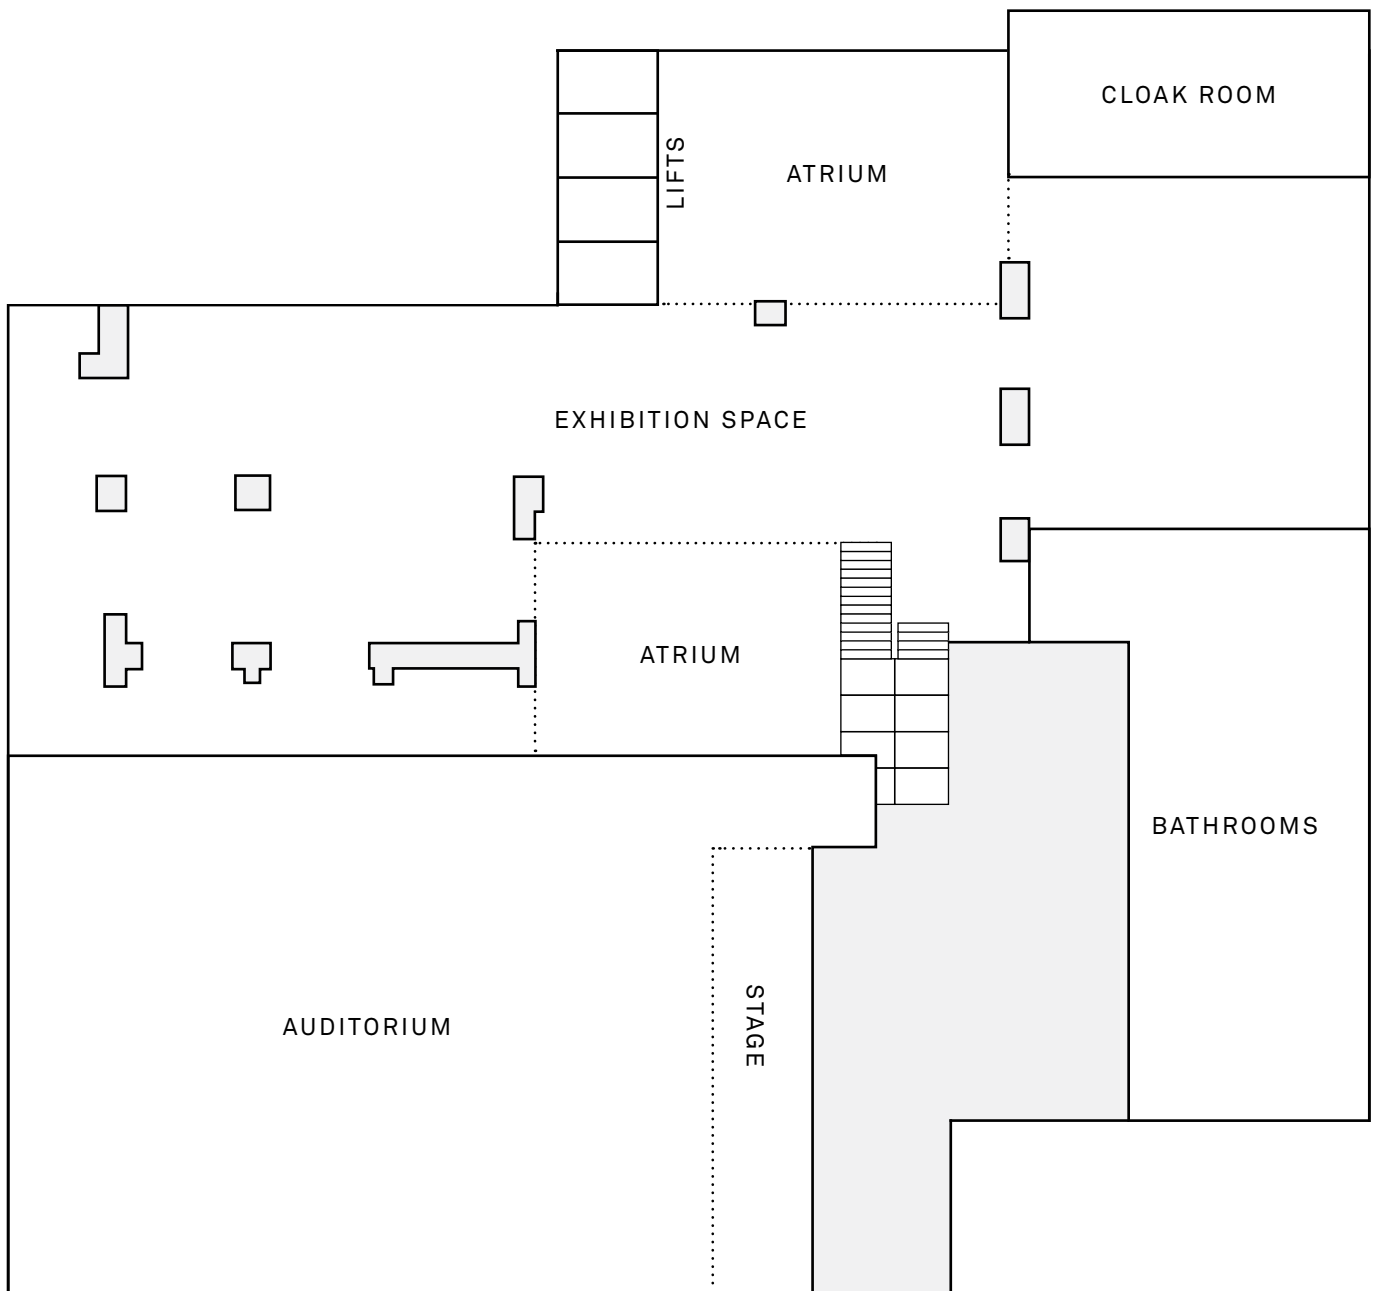 CLOAK ROOM
LIFTS
ATRIUM
EXHIBITION SPACE
ATRIUM
BATHROOMS
AUDITORIUM
STAGE